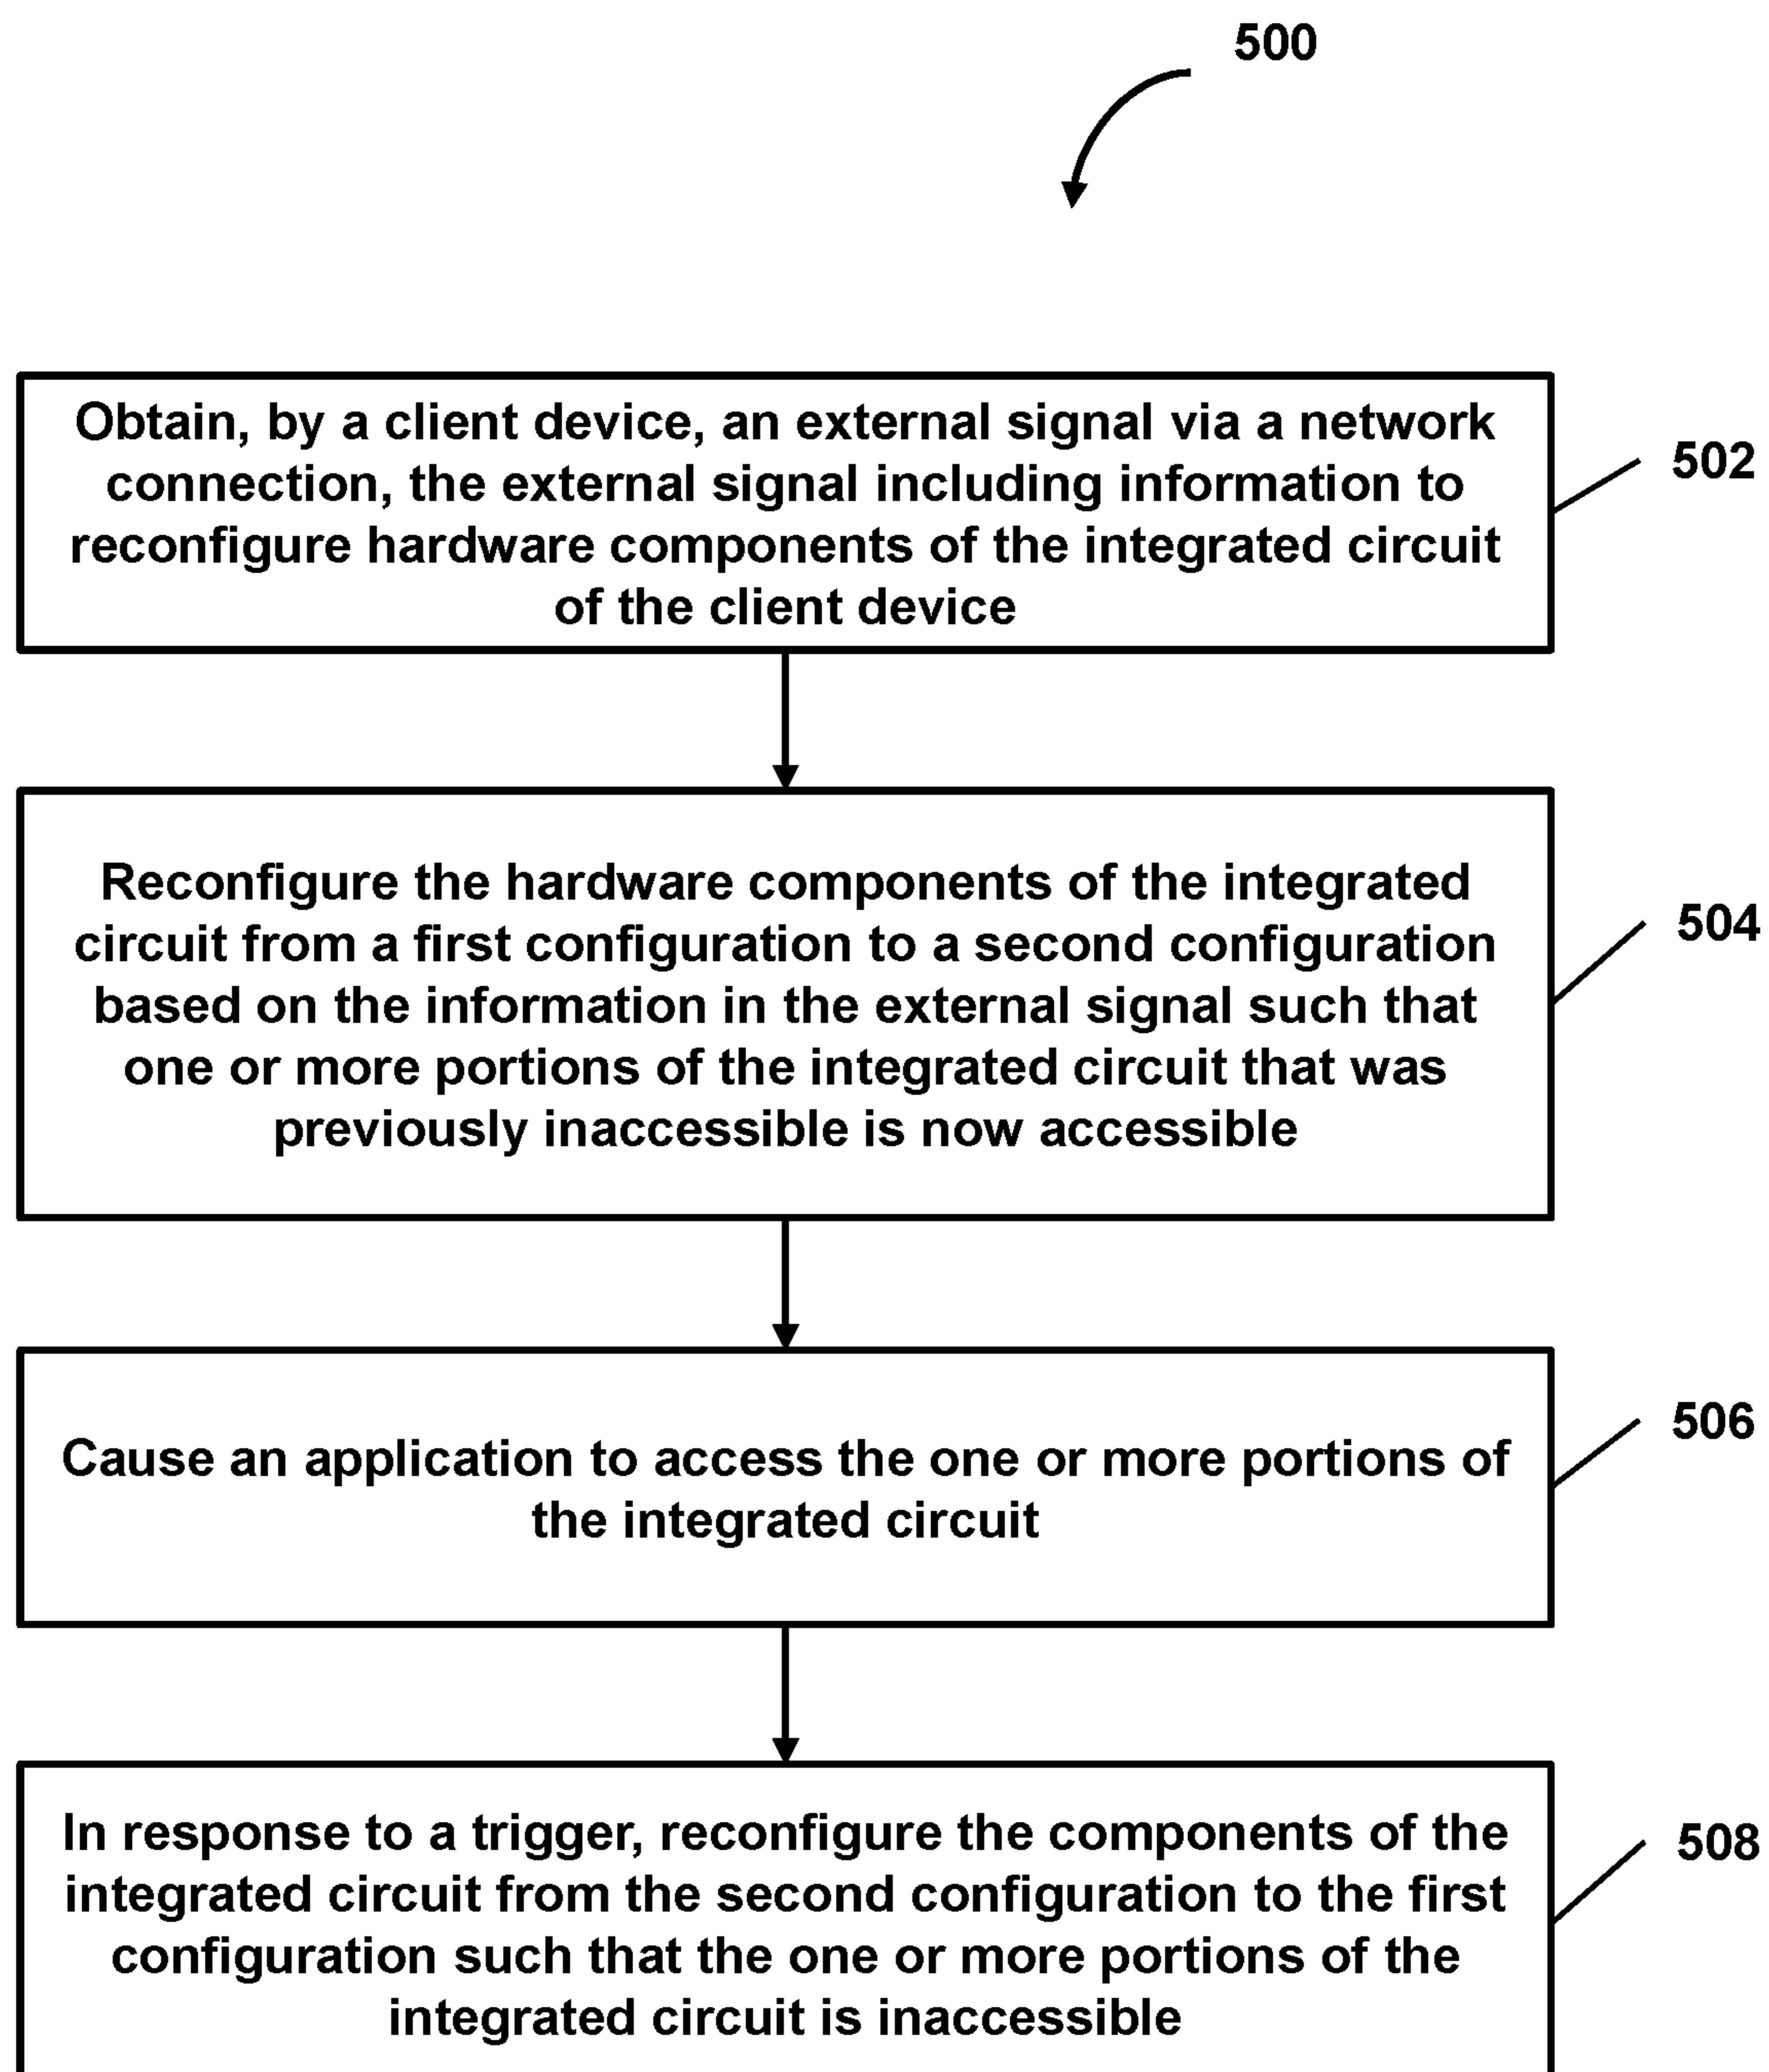 500
Obtain, by a client device, an external signal via a network
connection, the external signal including information to
reconfigure hardware components of the integrated circuit
of the client device
502
Reconfigure the hardware components of the integrated
circuit from a first configuration to a second configuration
based on the information in the external signal such that
one or more portions of the integrated circuit that was
previously inaccessible is now accessible
504
Cause an application to access the one or more portions of
the integrated circuit
506
In response to a trigger, reconfigure the components of the
integrated circuit from the second configuration to the first
configuration such that the one or more portions of the
integrated circuit is inaccessible
508